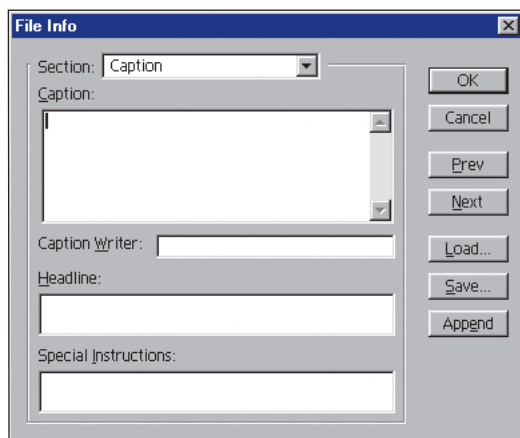 File Info
Section: Caption
Caption:
Caption Writer:
Headline:
Special Instructions:
OK
Cancel
Prev
Next
Load...
Save...
Append